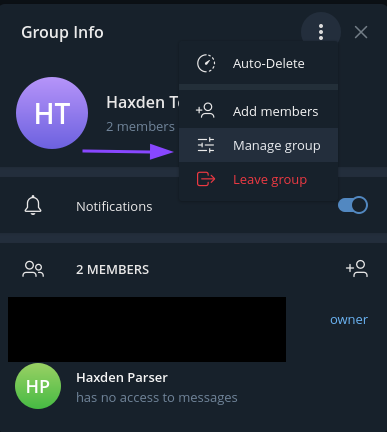 Group Info
Auto-Delete
HT
Haxden T
2 members
Add members
Manage group
Leave group
Notifications
2 MEMBERS
owner
HP
Haxden Parser
has no access to messages